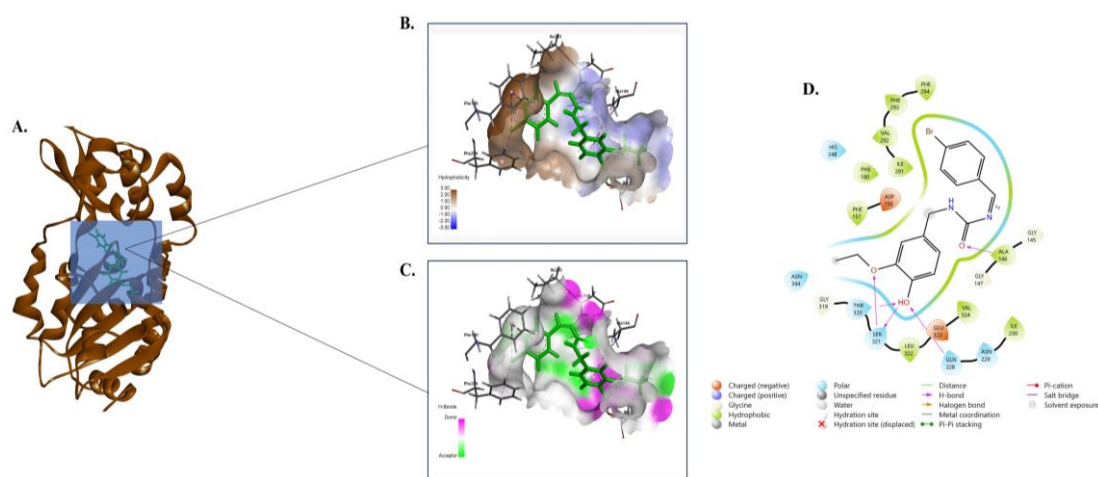 A.
B.
Hydrophobicity
3.00
2.00
1.00
0.00
-1.00
-2.00
-3.00
C.
H-Bonds
Donor
Acceptor
D.
PHE
294
PHE
293
VAL
292
HIS
248
ILE
291
PHE
180
PHE
157
ASP
Br
NH
N
O
GLY
145
ALA
146
GLY
147
ASN
344
O
HO
GLY
319
THR
320
SER
321
LEU
322
GLU
323
VAL
324
GLN
228
ASN
229
ILE
230
Charged (negative)
Charged (positive)
Glycine
Hydrophobic
Metal
Polar
Unspecified residue
Water
Hydration site
Hydration site (displaced)
Distance
H-bond
Halogen bond
Metal coordination
Pi-Pi stacking
Pi-cation
Salt bridge
Solvent exposure